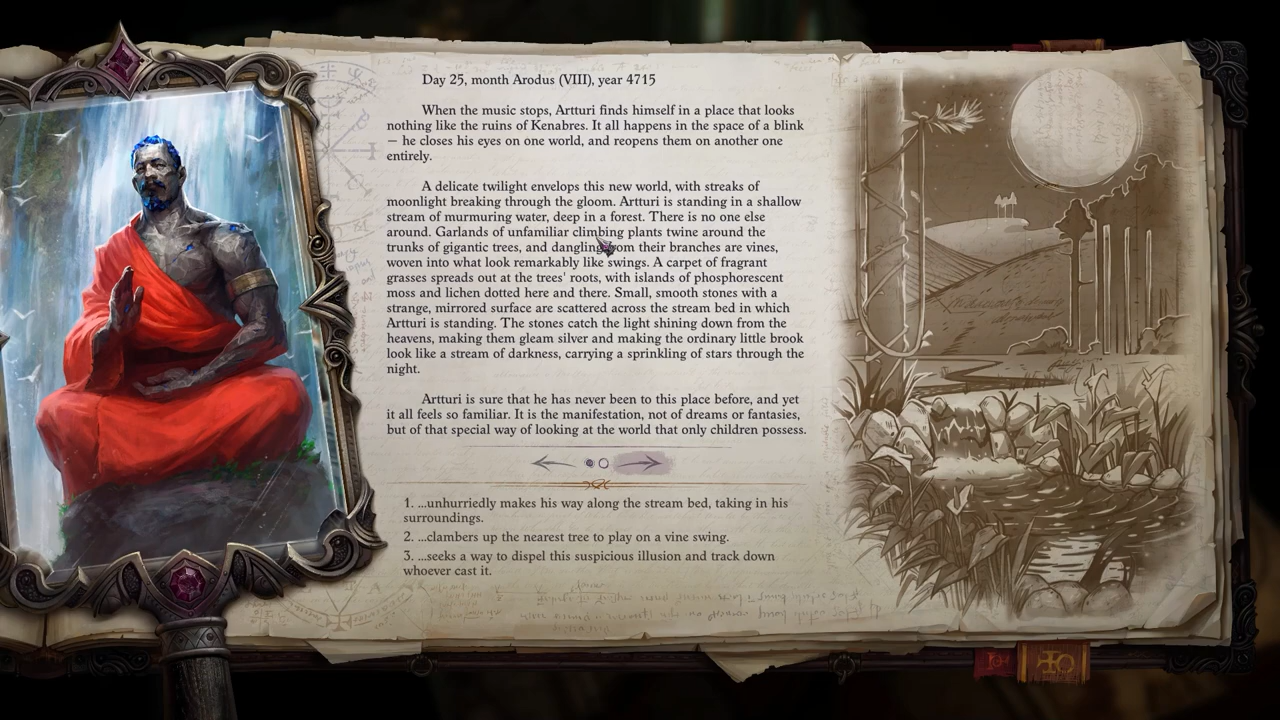 Day 25, month Arodus (VIII), year 4715
When the music stops, Artturi finds himself in a place that looks
nothing like the ruins of Kenabres. It all happens in the space of a blink
— he closes his eyes on one world, and reopens them on another one
entirely.
A delicate twilight envelops this new world, with streaks of
moonlight breaking through the gloom. Artturi is standing in a shallow
stream of murmuring water, deep in a forest. There is no one else
around. Garlands of unfamiliar climbing plants twine around the
trunks of gigantic trees, and dangling from their branches are vines,
woven into what look remarkably like swings. A carpet of fragrant
grasses spreads out at the trees' roots, with islands of phosphorescent
moss and lichen dotted here and there. Small, smooth stones with a
strange, mirrored surface are scattered across the stream bed in which
Artturi is standing. The stones catch the light shining down from the
heavens, making them gleam silver and making the ordinary little brook
look like a stream of darkness, carrying a sprinkling of stars through the
night.
Artturi is sure that he has never been to this place before, and yet
it all feels so familiar. It is the manifestation, not of dreams or fantasies,
but of that special way of looking at the world that only children possess.
1. ...unhurriedly makes his way along the stream bed, taking in his
surroundings.
2. ...clambers up the nearest tree to play on a vine swing.
3. ...seeks a way to dispel this suspicious illusion and track down
whoever cast it.